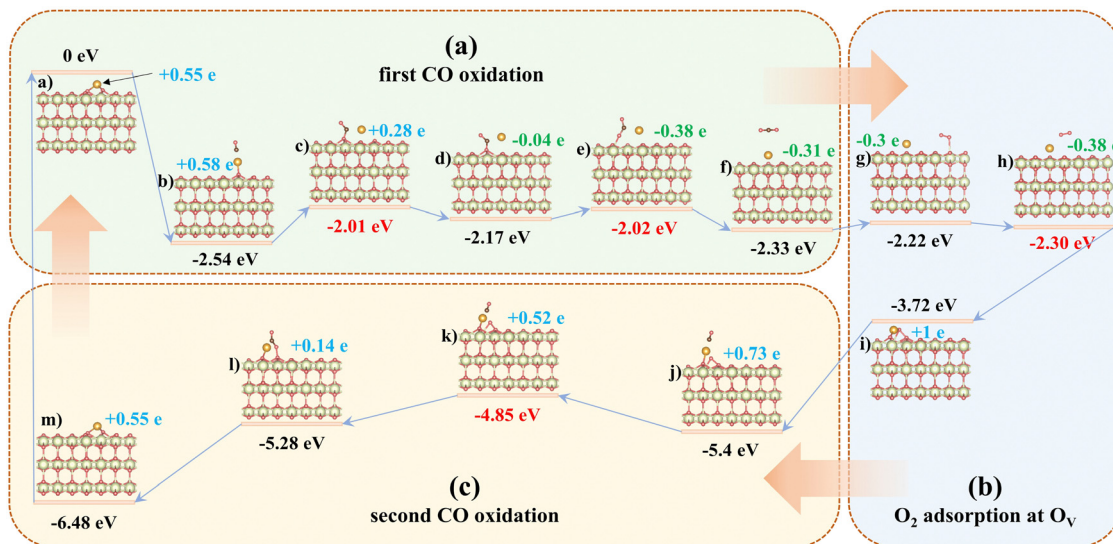 (a)
first CO oxidation
0 eV
a)
+0.55 e
b)
+0.58 e
-2.54 eV
c)
+0.28 e
-2.01 eV
d)
-0.04 e
-2.17 eV
e)
-0.38 e
-2.02 eV
f)
-0.31 e
-2.33 eV
g)
-0.3 e
-2.22 eV
h)
-0.38 e
-2.30 eV
-3.72 eV
i)
+1 e
(b)
O₂ adsorption at Oᵥ
j)
+0.73 e
-5.4 eV
k)
+0.52 e
-4.85 eV
l)
+0.14 e
-5.28 eV
m)
+0.55 e
-6.48 eV
(c)
second CO oxidation